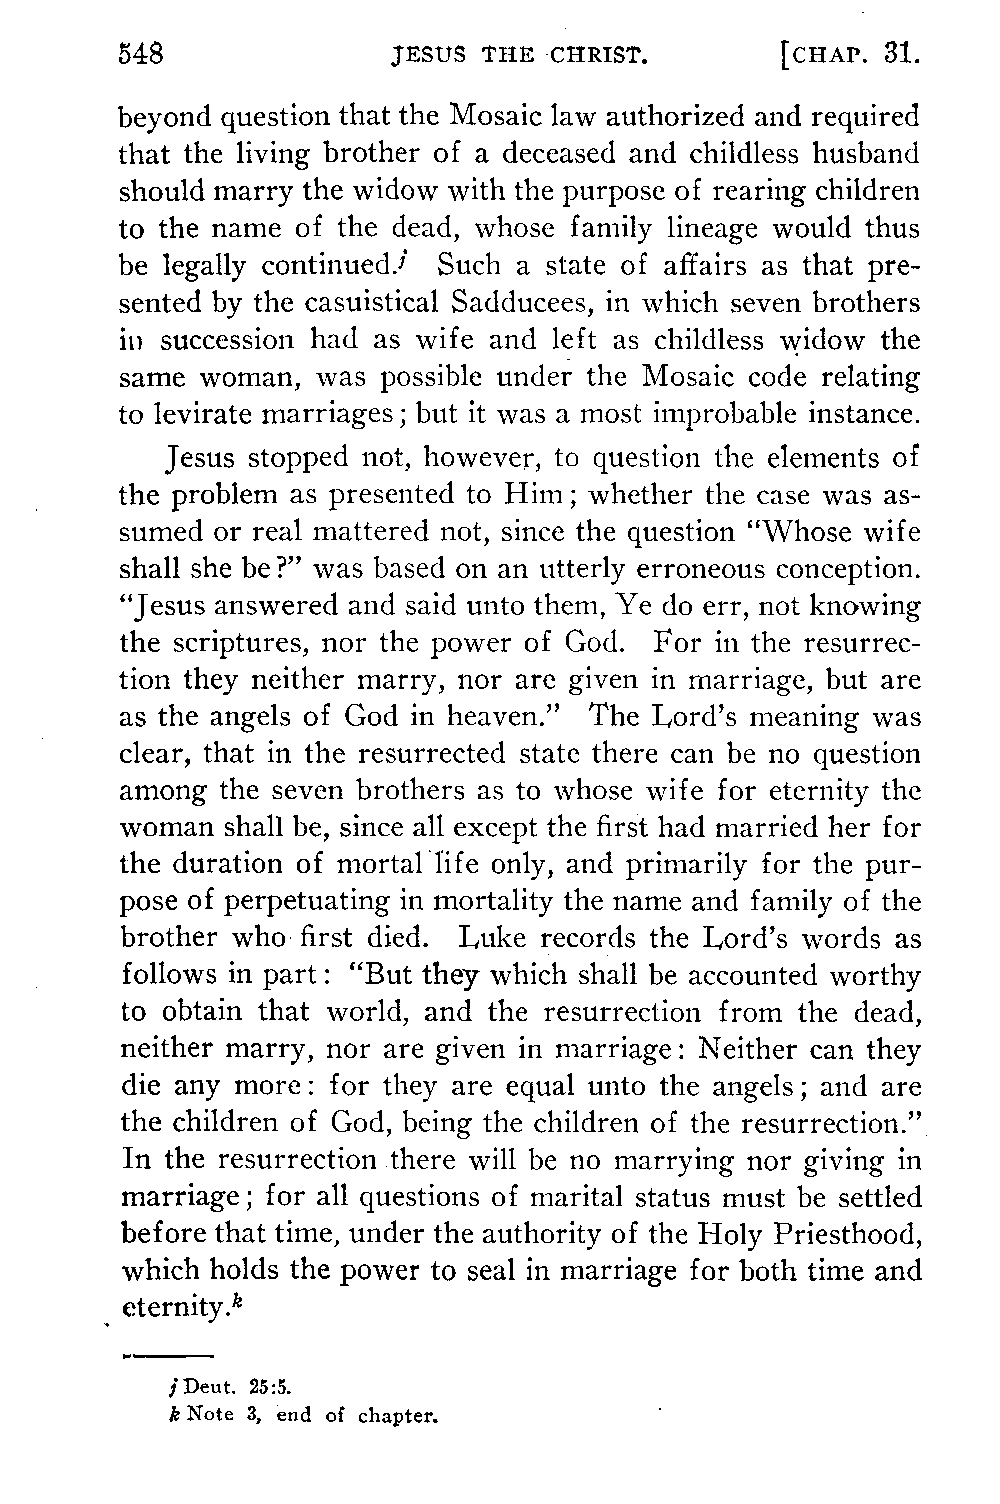 548 JESUS THE CHRIST. [CHAP. 31.
beyond question that the Mosaic law authorized and required
that the living brother of a deceased and childless husband
should marry the widow with the purpose of rearing children
to the name of the dead, whose family lineage would thus
be legally continued.j Such a state of affairs as that pre-
sented by the casuistical Sadducees, in which seven brothers
in succession had as wife and left as childless widow the
same woman, was possible under the Mosaic code relating
to levirate marriages; but it was a most improbable instance.
Jesus stopped not, however, to question the elements of
the problem as presented to Him; whether the case was as-
sumed or real mattered not, since the question "Whose wife
shall she be?" was based on an utterly erroneous conception.
"Jesus answered and said unto them, Ye do err, not knowing
the scriptures, nor the power of God. For in the resurrec-
tion they neither marry, nor are given in marriage, but are
as the angels of God in heaven." The Lord's meaning was
clear, that in the resurrected state there can be no question
among the seven brothers as to whose wife for eternity the
woman shall be, since all except the first had married her for
the duration of mortal life only, and primarily for the pur-
pose of perpetuating in mortality the name and family of the
brother who first died. Luke records the Lord's words as
follows in part: "But they which shall be accounted worthy
to obtain that world, and the resurrection from the dead,
neither marry, nor are given in marriage: Neither can they
die any more: for they are equal unto the angels; and are
the children of God, being the children of the resurrection."
In the resurrection there will be no marrying nor giving in
marriage; for all questions of marital status must be settled
before that time, under the authority of the Holy Priesthood,
which holds the power to seal in marriage for both time and
eternity.k
j Deut. 25:5.
k Note 3, end of chapter.